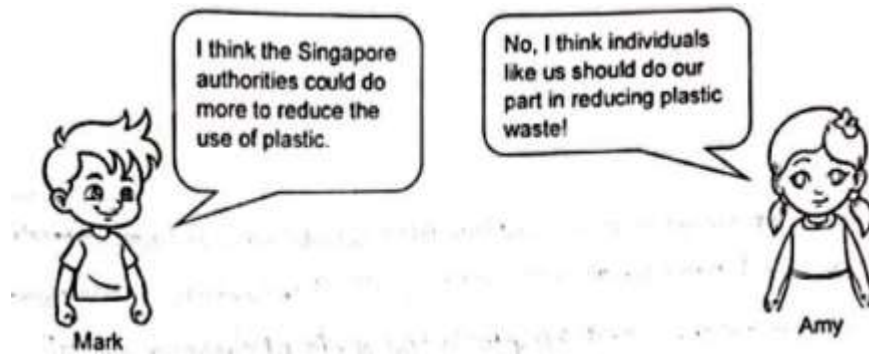 I think the Singapore
authorities could do
more to reduce the
use of plastic.
No, I think individuals
like us should do our
part in reducing plastic
waste!
Mark
Amy